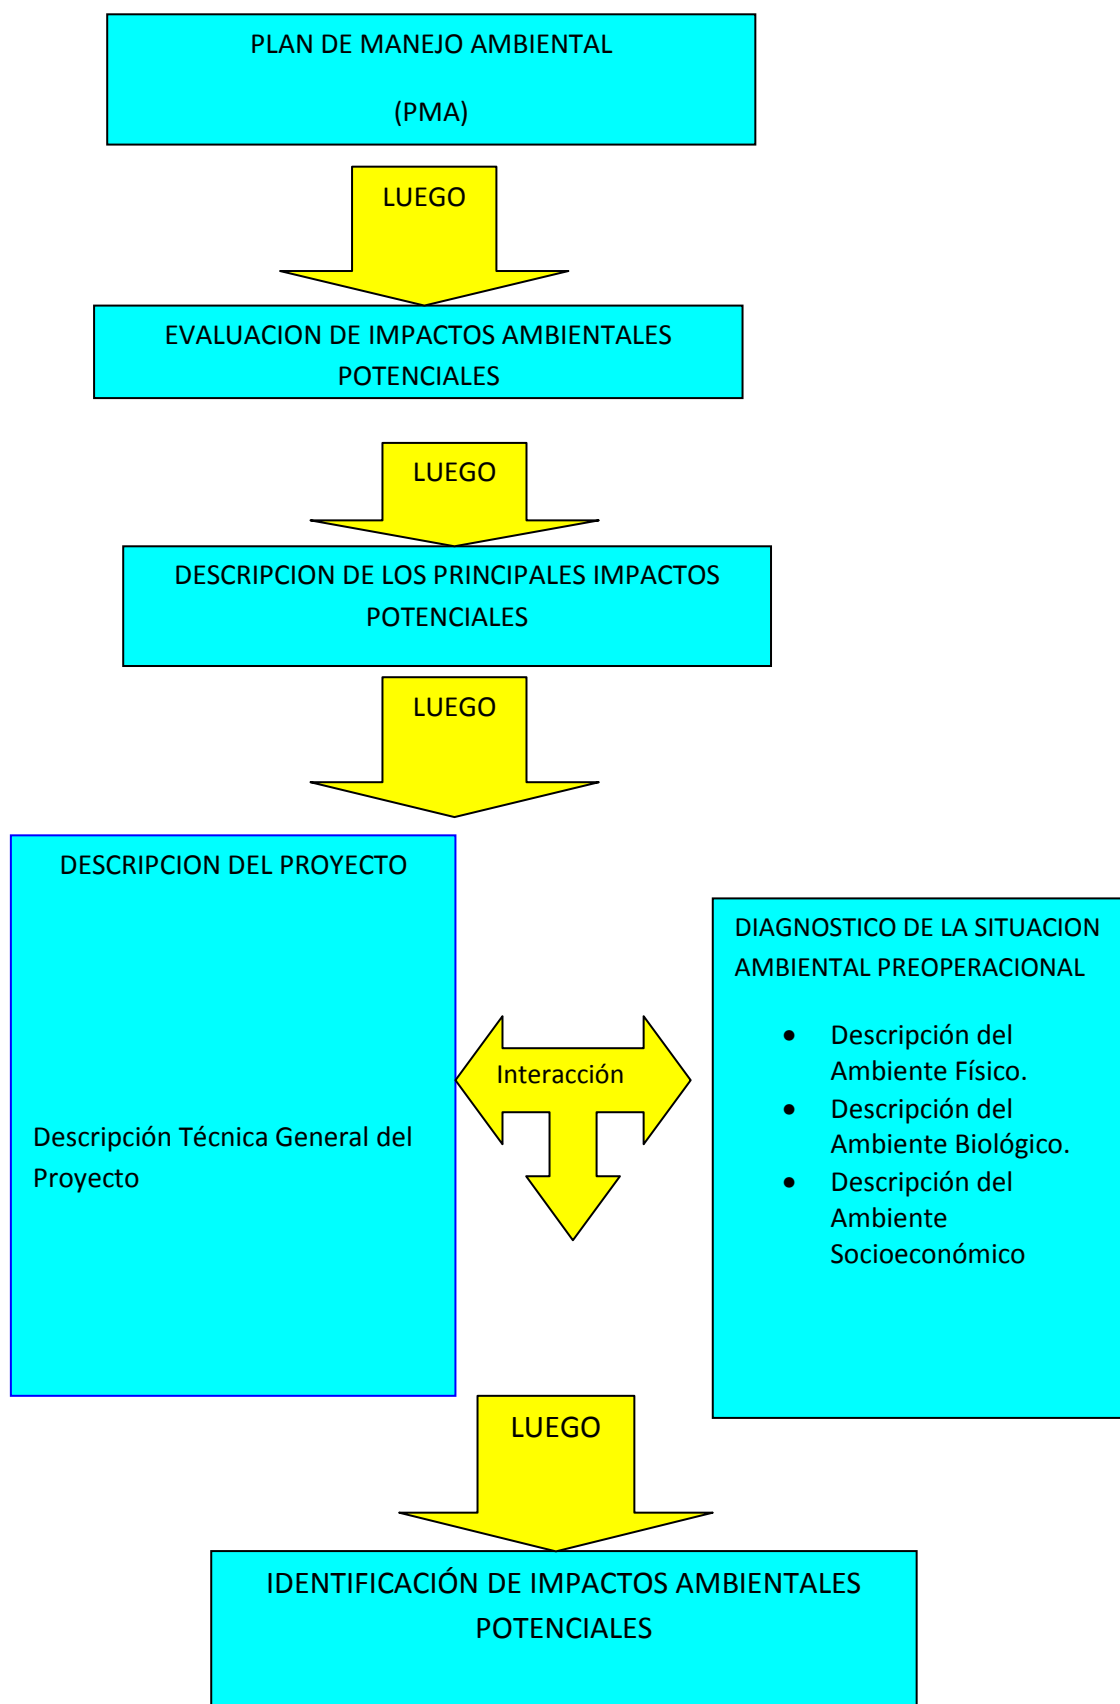 PLAN DE MANEJO AMBIENTAL
(PMA)
LUEGO
EVALUACION DE IMPACTOS AMBIENTALES
POTENCIALES
LUEGO
DESCRIPCION DE LOS PRINCIPALES IMPACTOS
POTENCIALES
LUEGO
DESCRIPCION DEL PROYECTO
Descripción Técnica General del
Proyecto
Interacción
DIAGNOSTICO DE LA SITUACION
AMBIENTAL PREOPERACIONAL
• Descripción del
Ambiente Físico.
• Descripción del
Ambiente Biológico.
• Descripción del
Ambiente
Socioeconómico
LUEGO
IDENTIFICACIÓN DE IMPACTOS AMBIENTALES
POTENCIALES